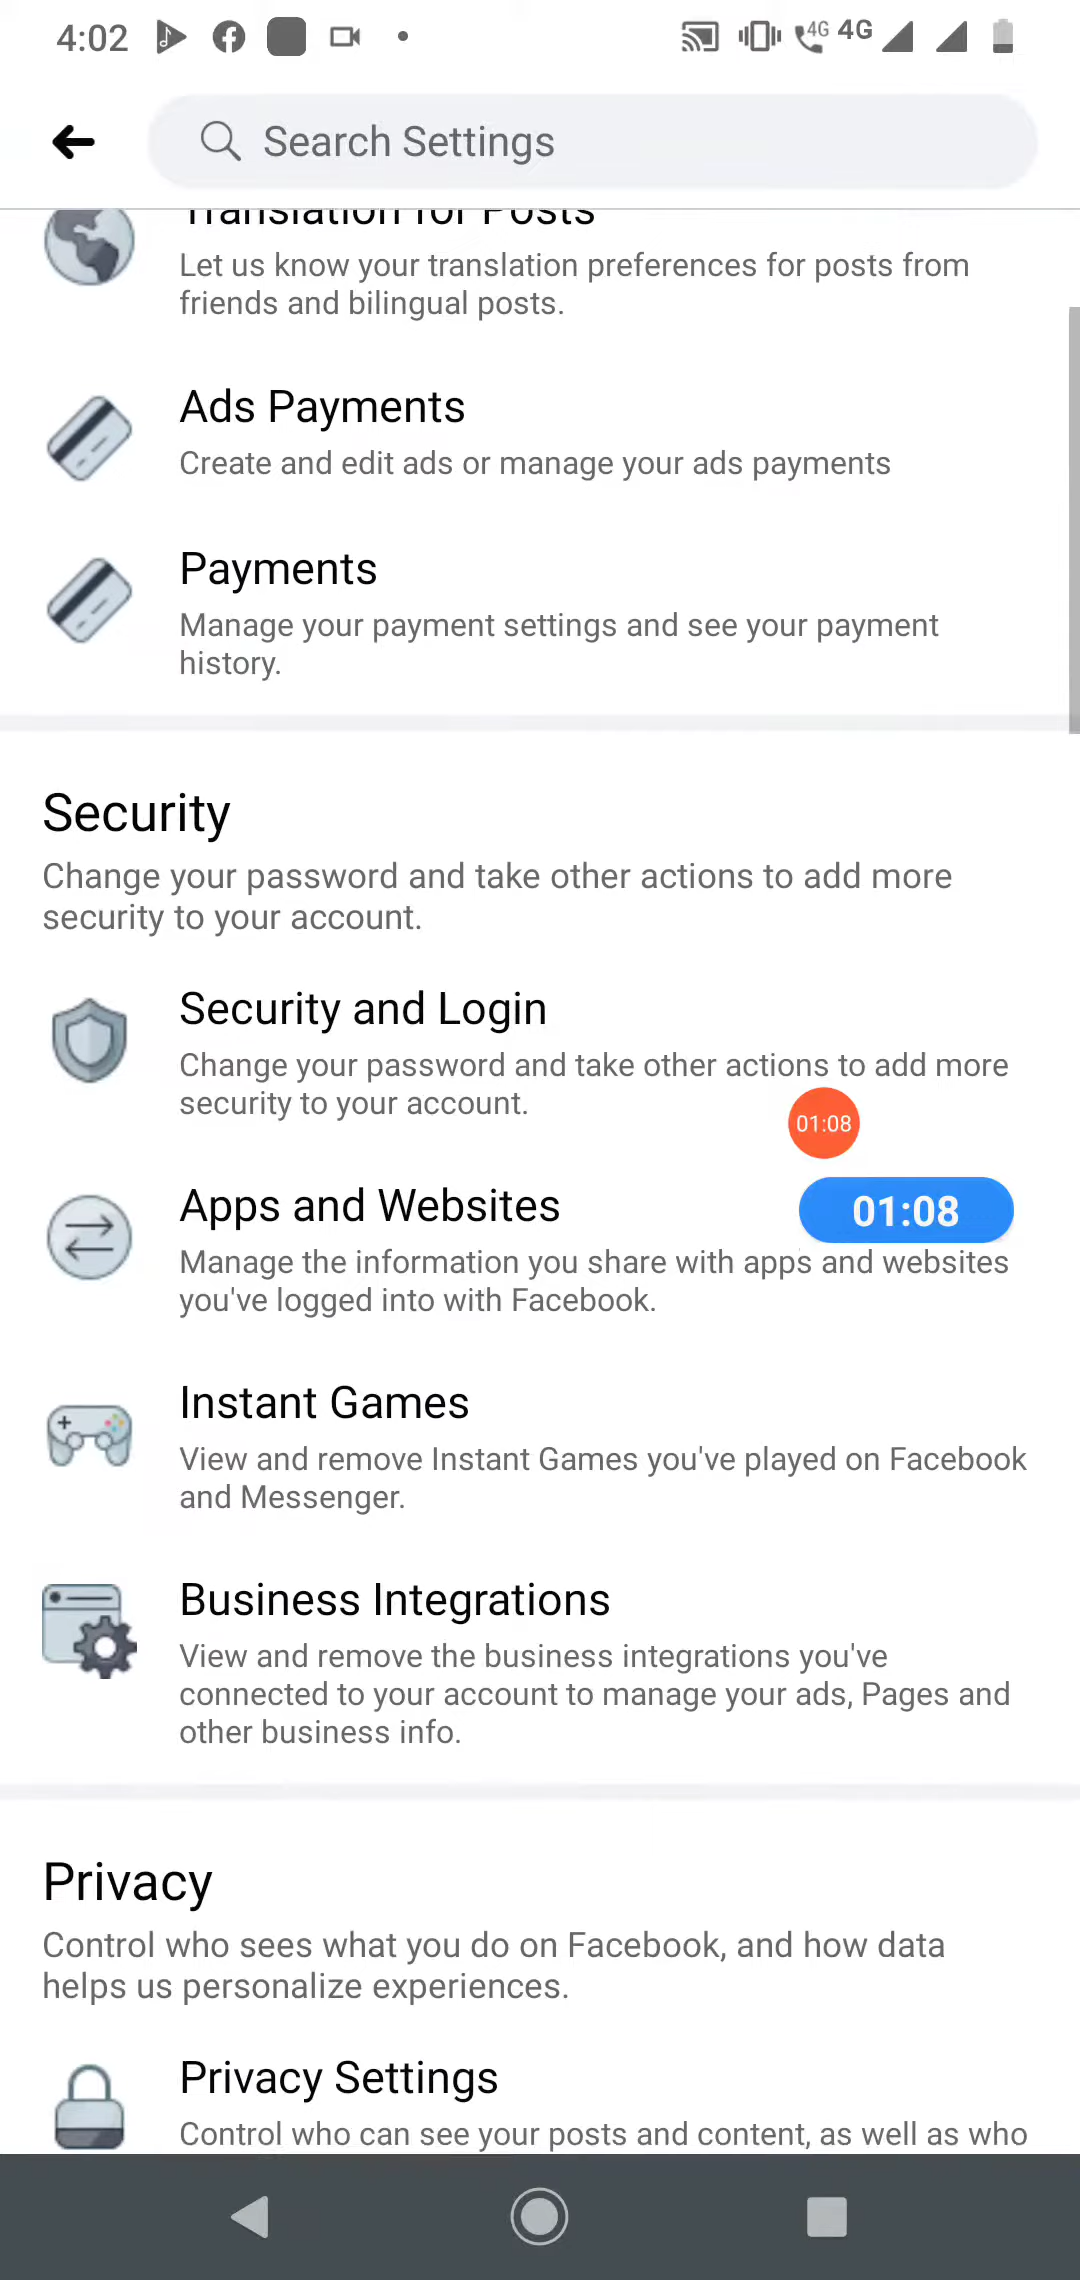 4:02
4G
4G
Search Settings
Translation for Posts
Let us know your translation preferences for posts from
friends and bilingual posts.
Ads Payments
Create and edit ads or manage your ads payments
Payments
Manage your payment settings and see your payment
history.
Security
Change your password and take other actions to add more
security to your account.
Security and Login
Change your password and take other actions to add more
security to your account.
01:08
Apps and Websites
01:08
Manage the information you share with apps and websites
you've logged into with Facebook.
Instant Games
View and remove Instant Games you've played on Facebook
and Messenger.
Business Integrations
View and remove the business integrations you've
connected to your account to manage your ads, Pages and
other business info.
Privacy
Control who sees what you do on Facebook, and how data
helps us personalize experiences.
Privacy Settings
Control who can see your posts and content, as well as who